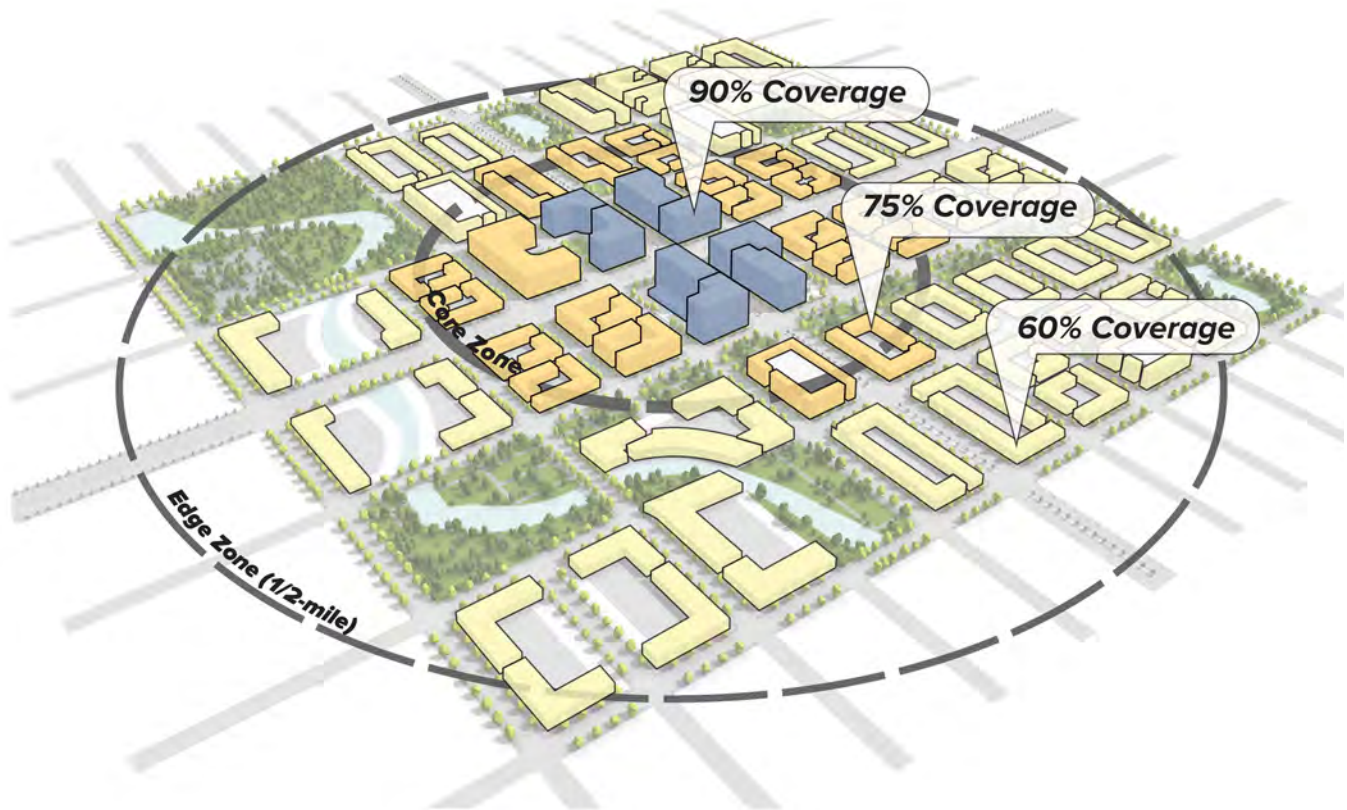 90% Coverage
75% Coverage
60% Coverage
Core Zone
Edge Zone (1/2-mile)